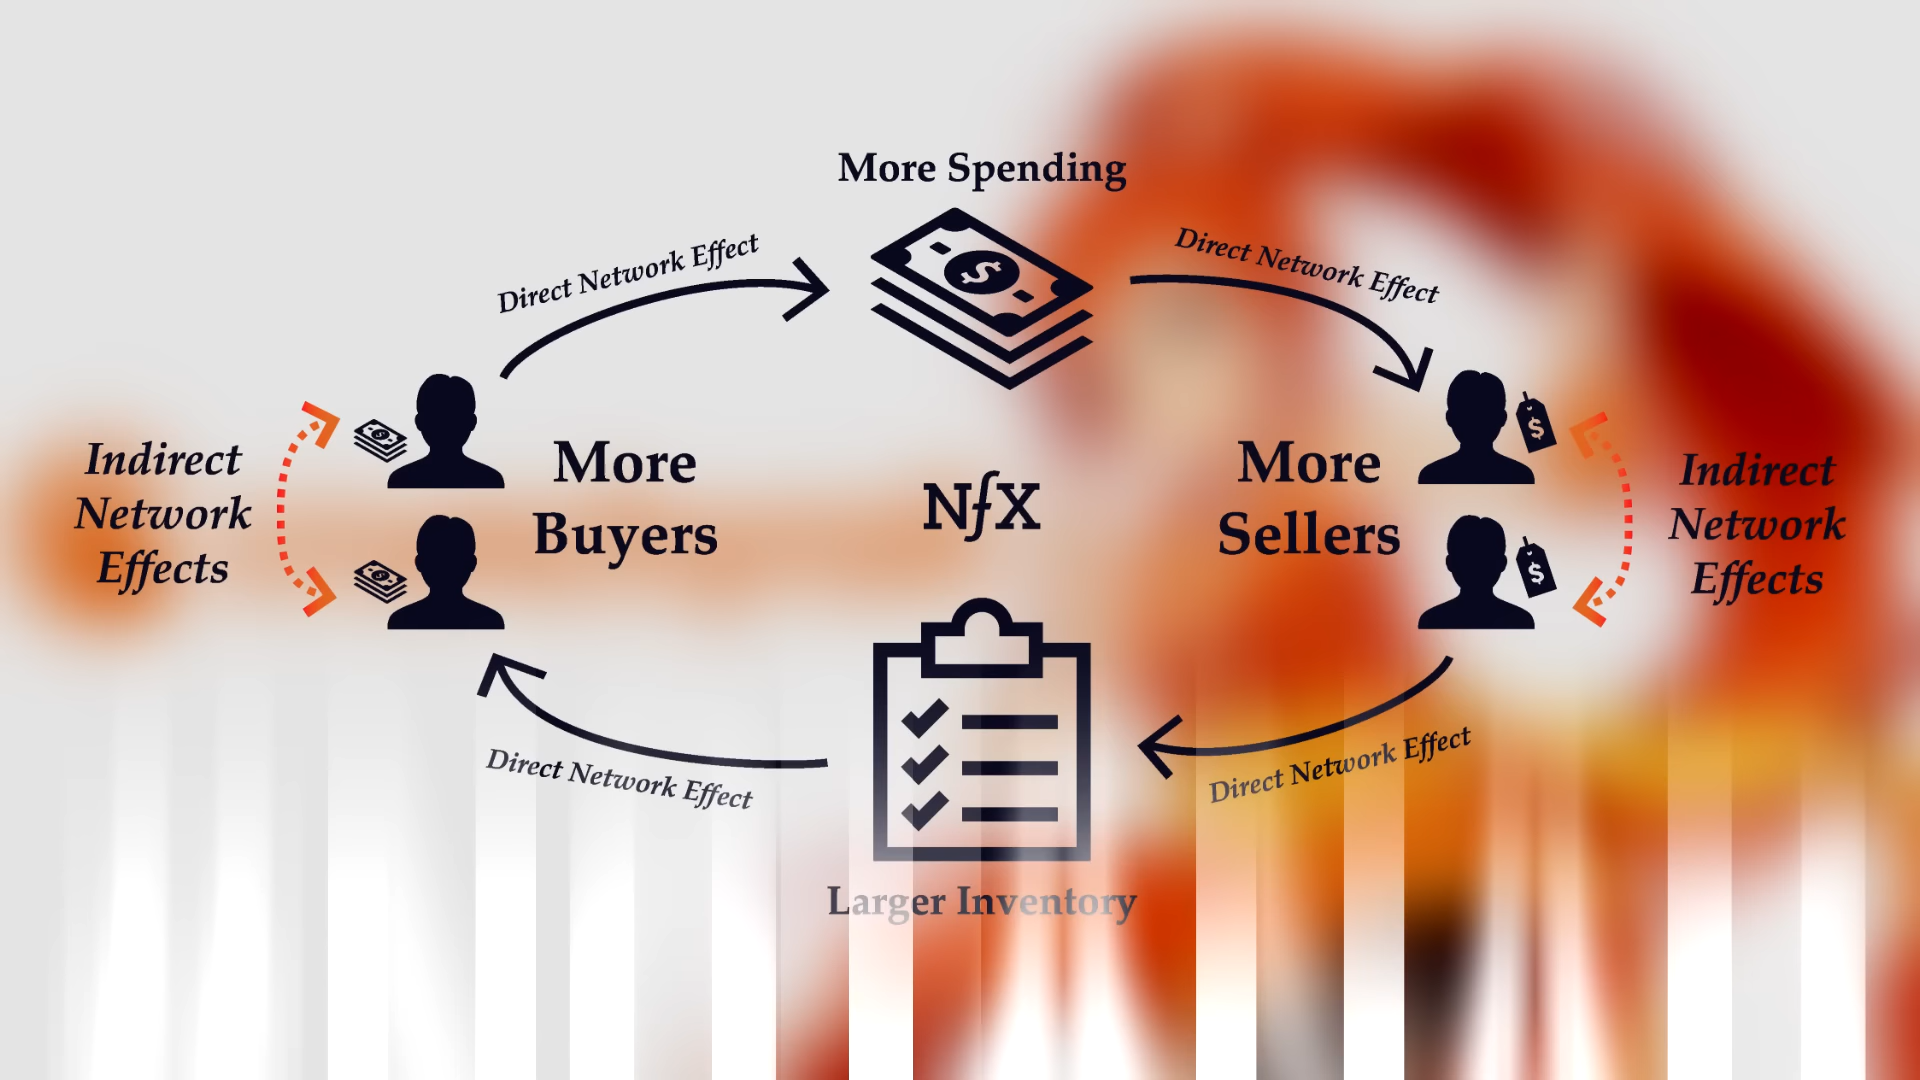 More Spending
Direct Network Effect
Direct Network Effect
Indirect
Network
Effects
More
Buyers
NfX
More
Sellers
Indirect
Network
Effects
Direct Network Effect
Direct Network Effect
Larger Inventory